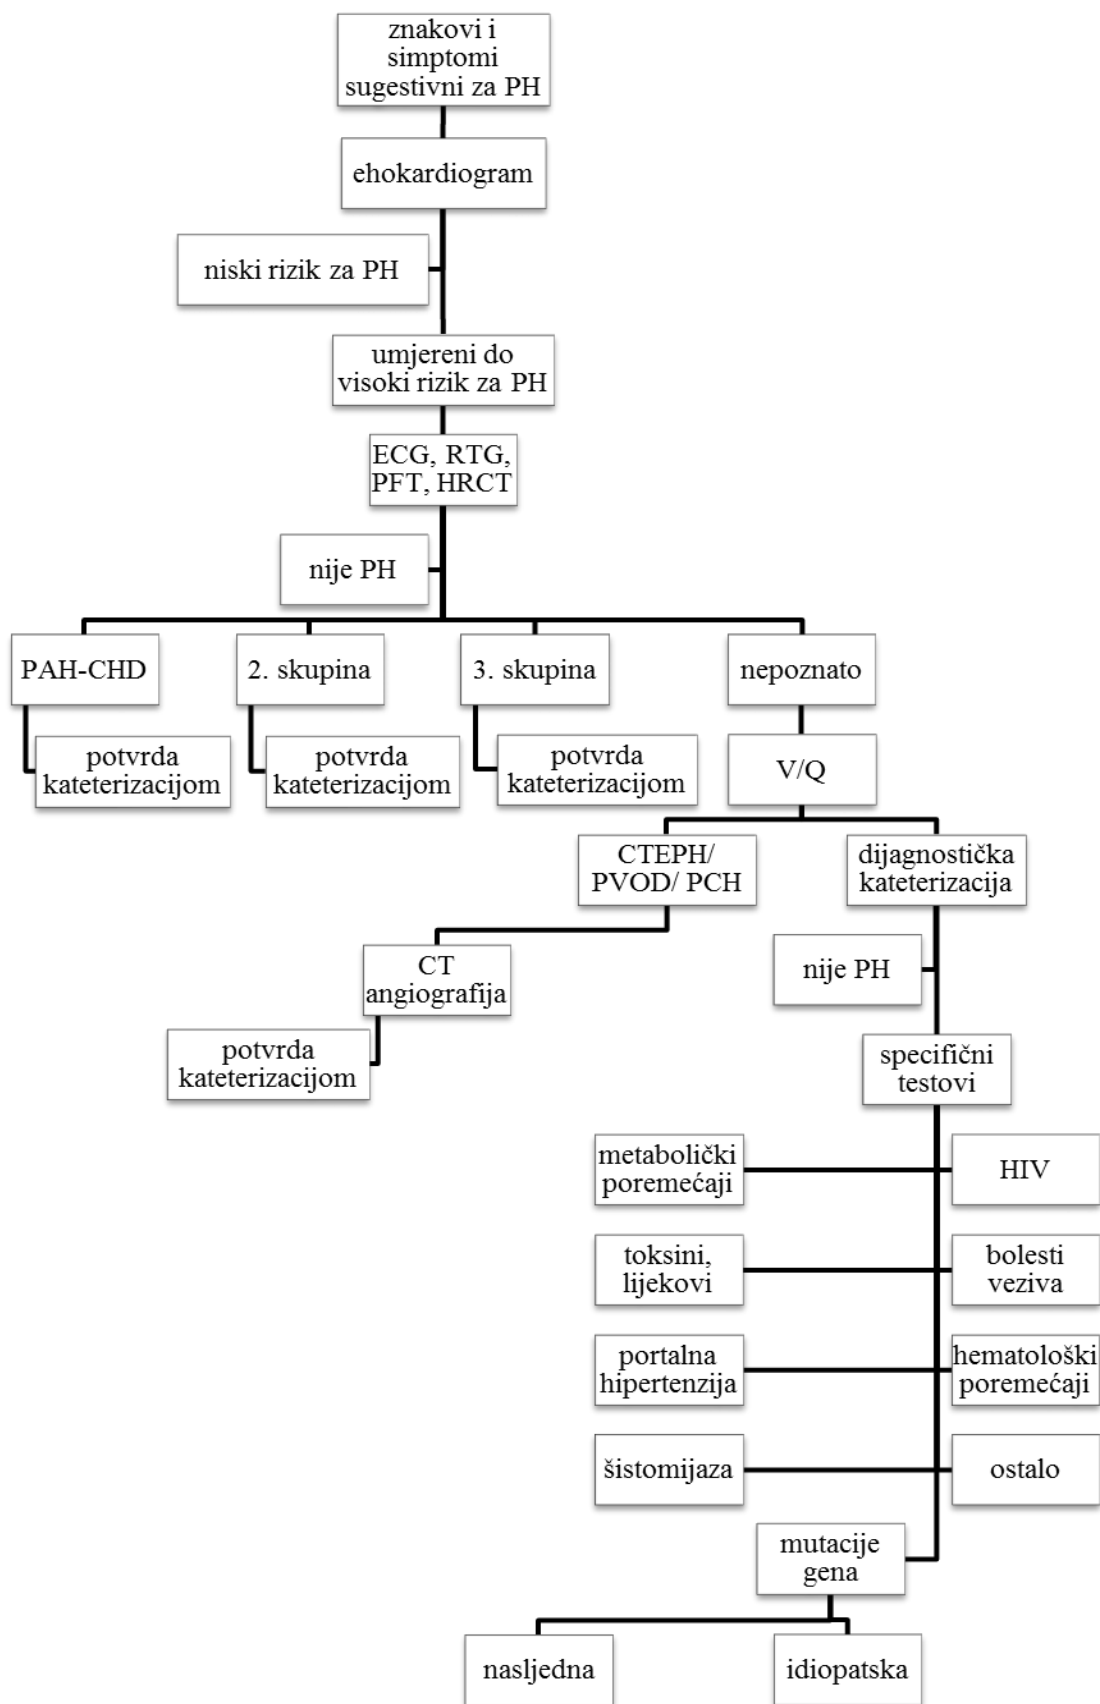 znakovi i
simptomi
sugestivni za PH
ehokardiogram
niski rizik za PH
umjereni do
visoki rizik za PH
ECG, RTG,
PFT, HRCT
nije PH
PAH-CHD
2. skupina
3. skupina
nepoznato
potvrda
kateterizacijom
potvrda
kateterizacijom
potvrda
kateterizacijom
V/Q
CTEPH/
PVOD/ PCH
dijagnostička
kateterizacija
CT
angiografija
nije PH
potvrda
kateterizacijom
specifični
testovi
metabolički
poremećaji
HIV
toksini,
lijekovi
bolesti
veziva
portalna
hipertenzija
hematološki
poremećaji
šistomijaza
ostalo
mutacije
gena
nasljedna
idiopatska